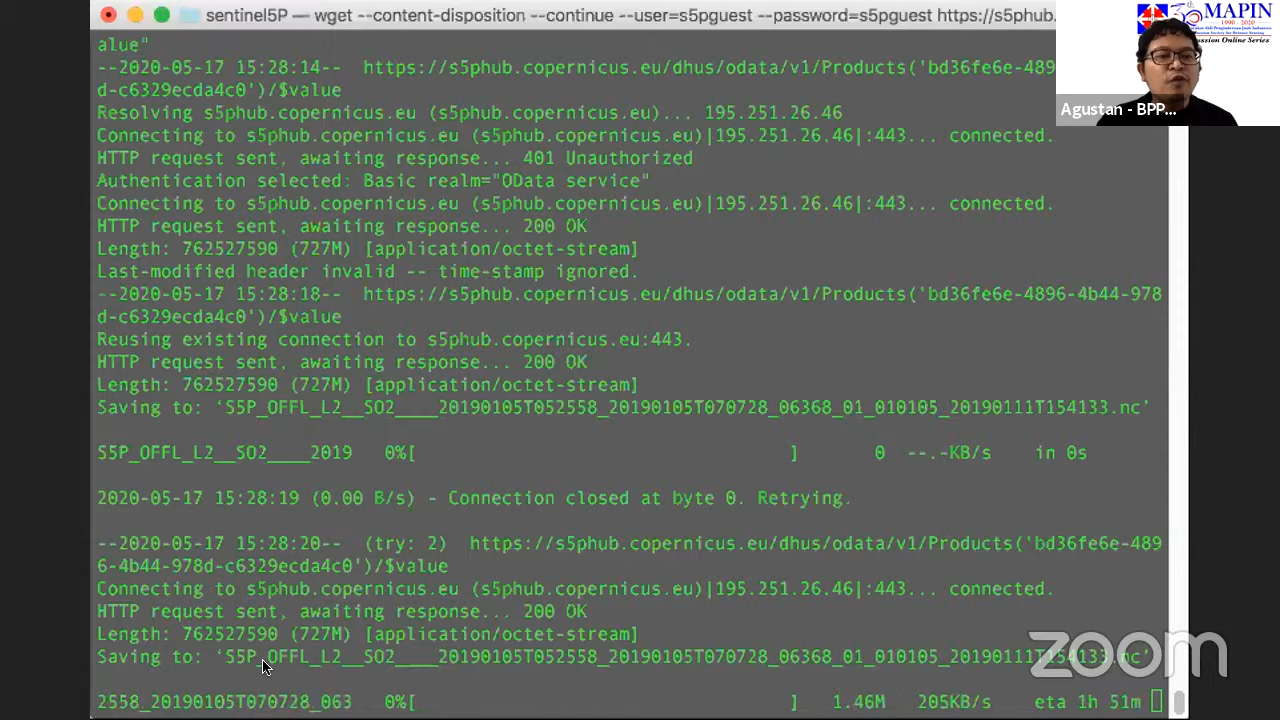 sentinel5P — wget --content-disposition --continue --user=s5pguest --password=s5pguest https://s5phub.
MAPIN
1990 - 2020
Agustan - BPP...
alue"
--2020-05-17 15:28:14-- https://s5phub.copernicus.eu/dhus/odata/v1/Products('bd36fe6e-489
d-c6329ecda4c0')/$value
Resolving s5phub.copernicus.eu (s5phub.copernicus.eu)... 195.251.26.46
Connecting to s5phub.copernicus.eu (s5phub.copernicus.eu)|195.251.26.46|:443... connected.
HTTP request sent, awaiting response... 401 Unauthorized
Authentication selected: Basic realm="OData service"
Connecting to s5phub.copernicus.eu (s5phub.copernicus.eu)|195.251.26.46|:443... connected.
HTTP request sent, awaiting response... 200 OK
Length: 762527590 (727M) [application/octet-stream]
Last-modified header invalid -- time-stamp ignored.
--2020-05-17 15:28:18-- https://s5phub.copernicus.eu/dhus/odata/v1/Products('bd36fe6e-4896-4b44-978
d-c6329ecda4c0')/$value
Reusing existing connection to s5phub.copernicus.eu:443.
HTTP request sent, awaiting response... 200 OK
Length: 762527590 (727M) [application/octet-stream]
Saving to: ‘S5P_OFFL_L2__SO2____20190105T052558_20190105T070728_06368_01_010105_20190111T154133.nc’
S5P_OFFL_L2__SO2____2019 0%[ ] 0 --.-KB/s in 0s
2020-05-17 15:28:19 (0.00 B/s) - Connection closed at byte 0. Retrying.
--2020-05-17 15:28:20-- (try: 2) https://s5phub.copernicus.eu/dhus/odata/v1/Products('bd36fe6e-489
6-4b44-978d-c6329ecda4c0')/$value
Connecting to s5phub.copernicus.eu (s5phub.copernicus.eu)|195.251.26.46|:443... connected.
HTTP request sent, awaiting response... 200 OK
Length: 762527590 (727M) [application/octet-stream]
Saving to: ‘S5P_OFFL_L2__SO2____20190105T052558_20190105T070728_06368_01_010105_20190111T154133.nc’
2558_20190105T070728_063 0%[ ] 1.46M 205KB/s eta 1h 51m
zoom